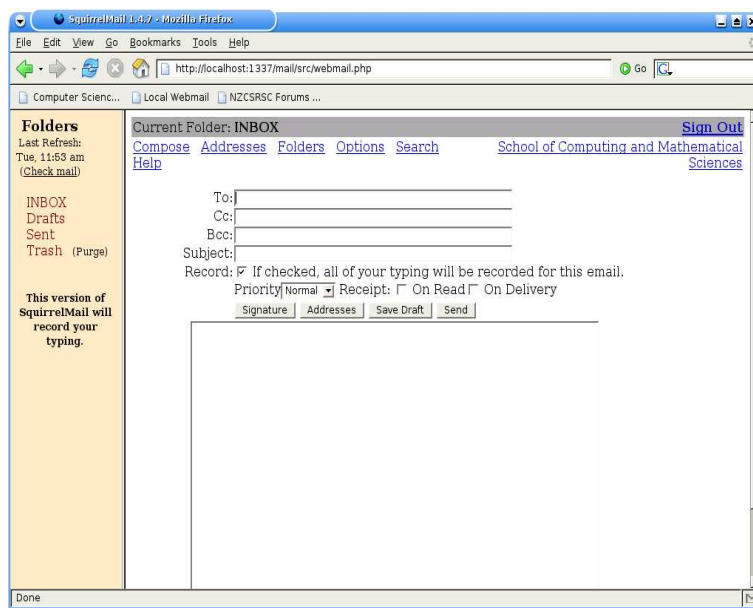 SquirrelMail 1.4.7 - Mozilla Firefox
File Edit View Go Bookmarks Tools Help
http://localhost:1337/mail/src/webmail.php
Go
Computer Scienc... Local Webmail NZCSRSC Forums ...
Folders
Last Refresh:
Tue, 11:53 am
(Check mail)
INBOX
Drafts
Sent
Trash (Purge)
This version of
SquirrelMail will
record your
typing.
Current Folder: INBOX Sign Out
Compose Addresses Folders Options Search School of Computing and Mathematical
Help Sciences
To:
Cc:
Bcc:
Subject:
Record: If checked, all of your typing will be recorded for this email.
Priority Normal Receipt: On Read On Delivery
Signature Addresses Save Draft Send
Done